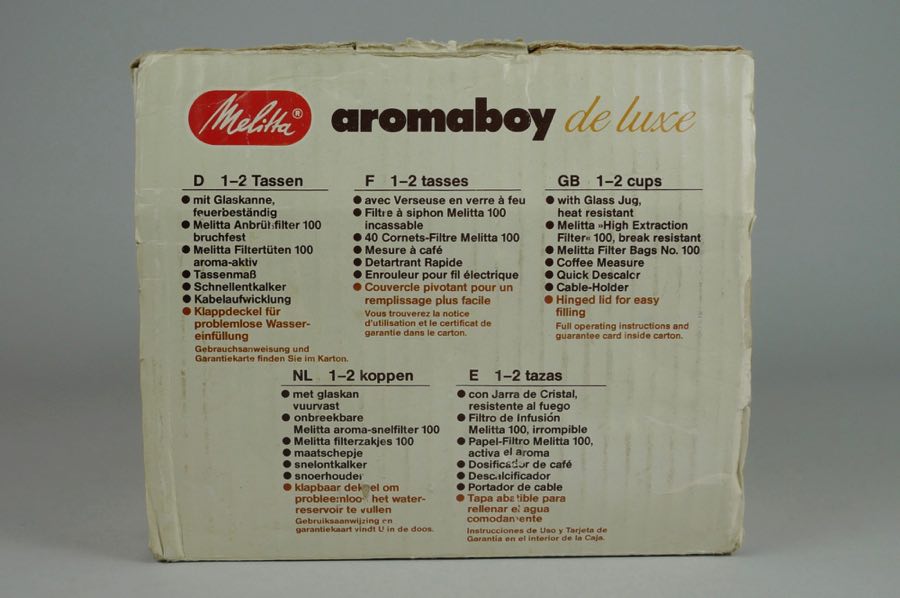 Melitta®
aromaboy de luxe
D 1–2 Tassen
● mit Glaskanne,
feuerbeständig
● Melitta Anbrühfilter 100
bruchfest
● Melitta Filtertüten 100
aroma-aktiv
● Tassenmaß
● Schnellentkalker
● Kabelaufwicklung
● Klappdeckel für
problemlose Wasser-
einfüllung
Gebrauchsanweisung und
Garantiekarte finden Sie im Karton.
F 1–2 tasses
● avec Verseuse en verre à feu
● Filtre à siphon Melitta 100
incassable
● 40 Cornets-Filtre Melitta 100
● Mesure à café
● Detartrant Rapide
● Enrouleur pour fil électrique
● Couvercle pivotant pour un
remplissage plus facile
Vous trouverez la notice
d'utilisation et le certificat de
garantie dans le carton.
GB 1–2 cups
● with Glass Jug,
heat resistant
● Melitta »High Extraction
Filter« 100, break resistant
● Melitta Filter Bags No. 100
● Coffee Measure
● Quick Descaler
● Cable-Holder
● Hinged lid for easy
filling
Full operating instructions and
guarantee card inside carton.
NL 1–2 koppen
● met glaskan
vuurvast
● onbreekbare
Melitta aroma-snelfilter 100
● Melitta filterzakjes 100
● maatschepje
● snelontkalker
● snoerhouder
● klapbaar deksel om
probleemloos het water-
reservoir te vullen
Gebruiksaanwijzing en
garantiekaart vindt U in de doos.
E 1–2 tazas
● con Jarra de Cristal,
resistente al fuego
● Filtro de Infusión
Melitta 100, irrompible
● Papel-Filtro Melitta 100,
activa el aroma
● Dosificador de café
● Descalcificador
● Portador de cable
● Tapa abatible para
rellenar el agua
comodamente
Instrucciones de Uso y Tarjeta de
Garantia en el interior de la Caja.